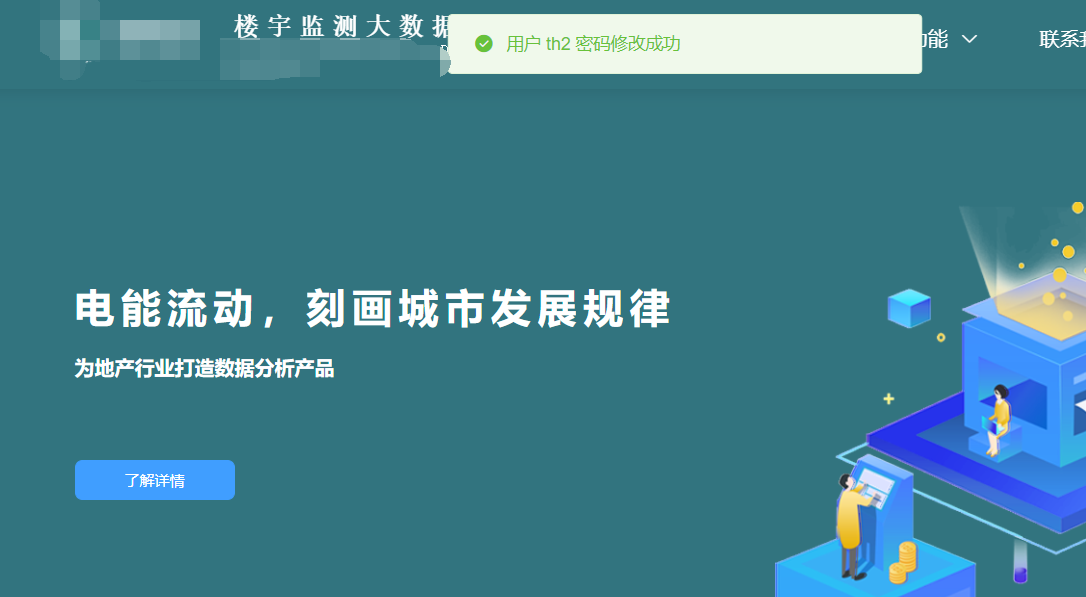 楼宇监测大数据
用户 th2 密码修改成功
能
联系
电能流动，刻画城市发展规律
为地产行业打造数据分析产品
了解详情